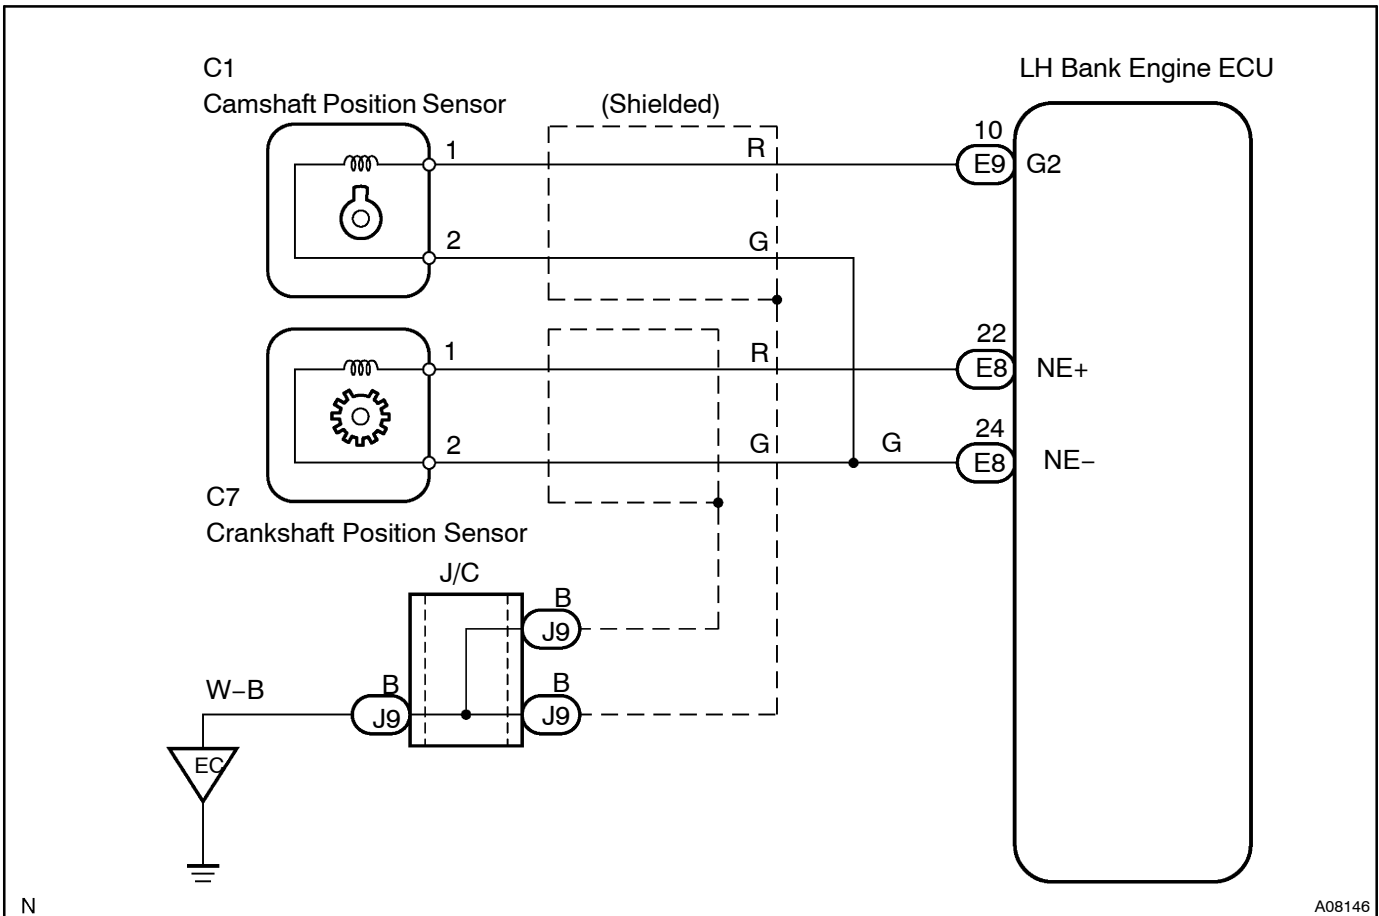 C1
Camshaft Position Sensor
(Shielded)
LH Bank Engine ECU
1
R
10
E9
G2
2
G
1
R
22
E8
NE+
2
G
G
24
E8
NE−
C7
Crankshaft Position Sensor
J/C
B
J9
W−B
B
J9
B
J9
EC
N
A08146